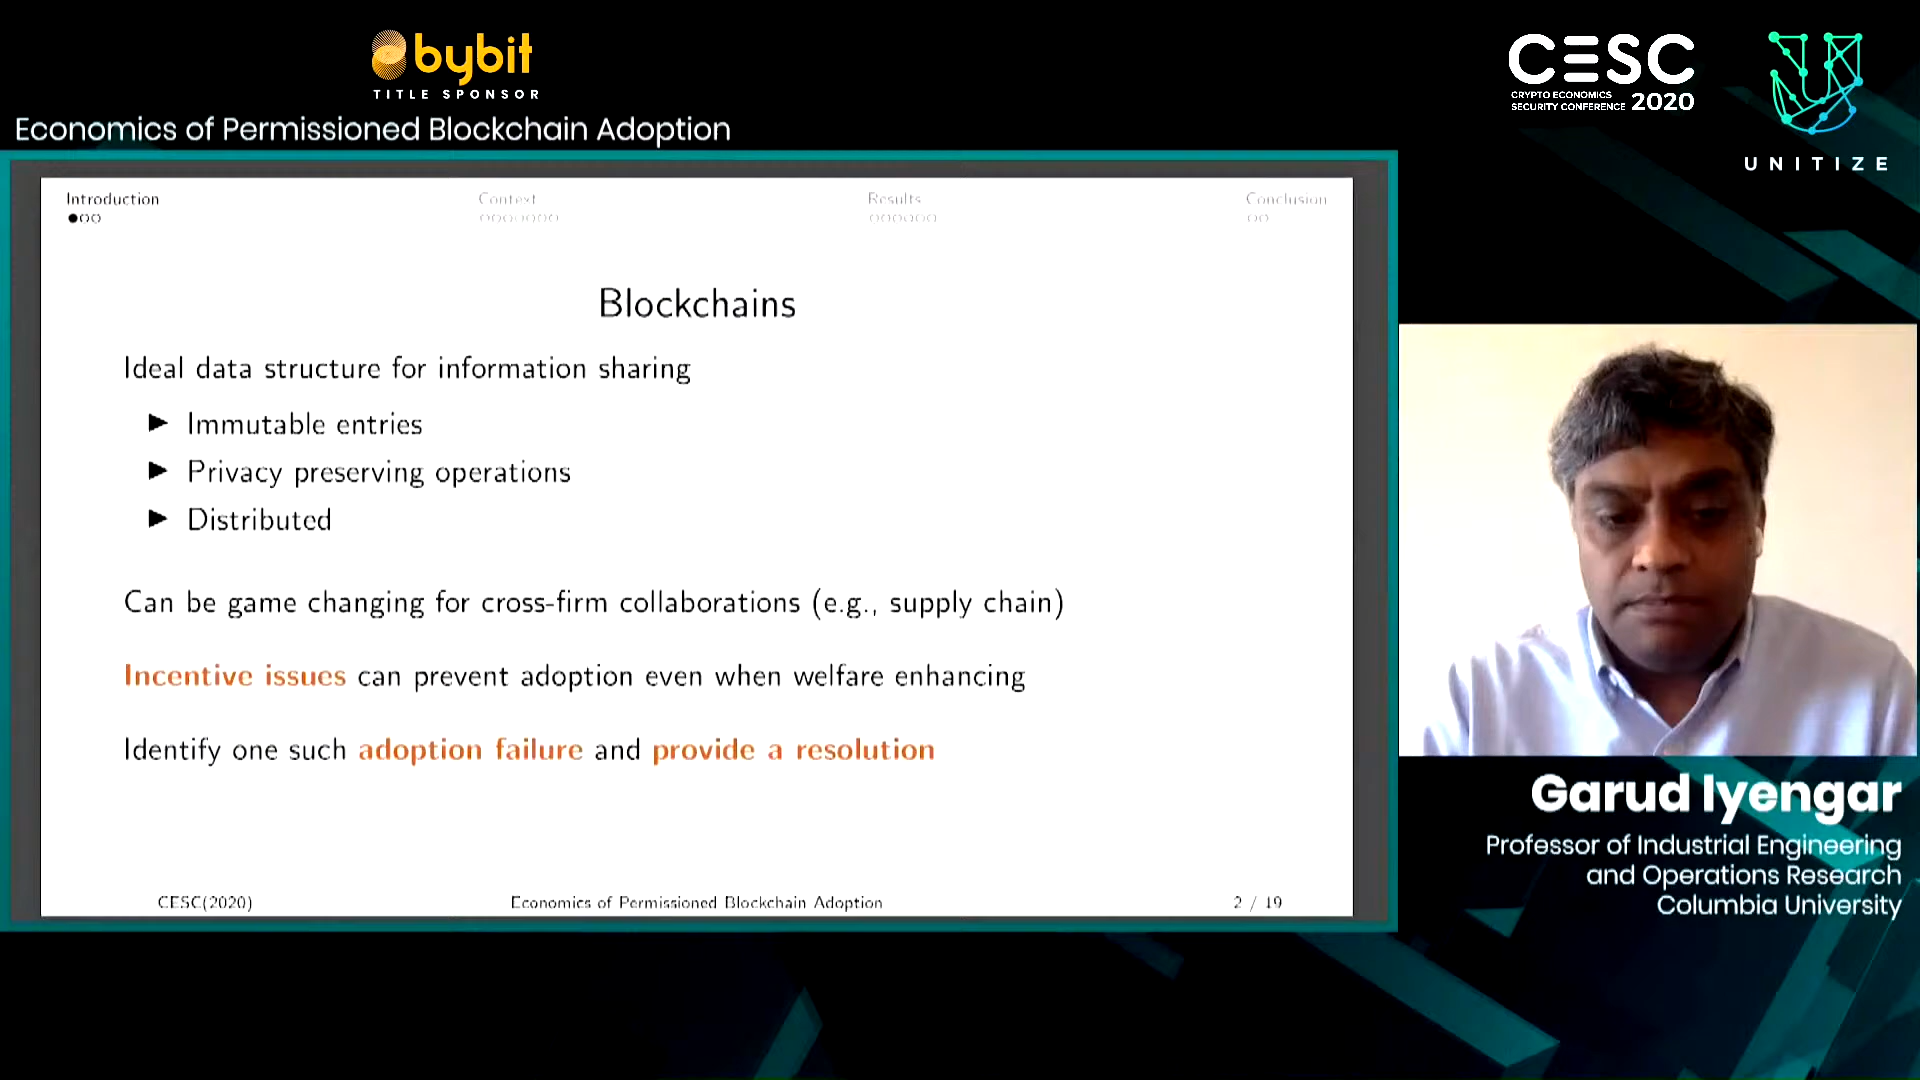 bybit
TITLE SPONSOR
Economics of Permissioned Blockchain Adoption
CESC
CRYPTO ECONOMICS
SECURITY CONFERENCE 2020
UNITIZE
Introduction
Context
Results
Conclusion
Blockchains
Ideal data structure for information sharing
Immutable entries
Privacy preserving operations
Distributed
Can be game changing for cross-firm collaborations (e.g., supply chain)
Incentive issues can prevent adoption even when welfare enhancing
Identify one such adoption failure and provide a resolution
CESC(2020)
Economics of Permissioned Blockchain Adoption
2 / 19
Garud Iyengar
Professor of Industrial Engineering
and Operations Research
Columbia University